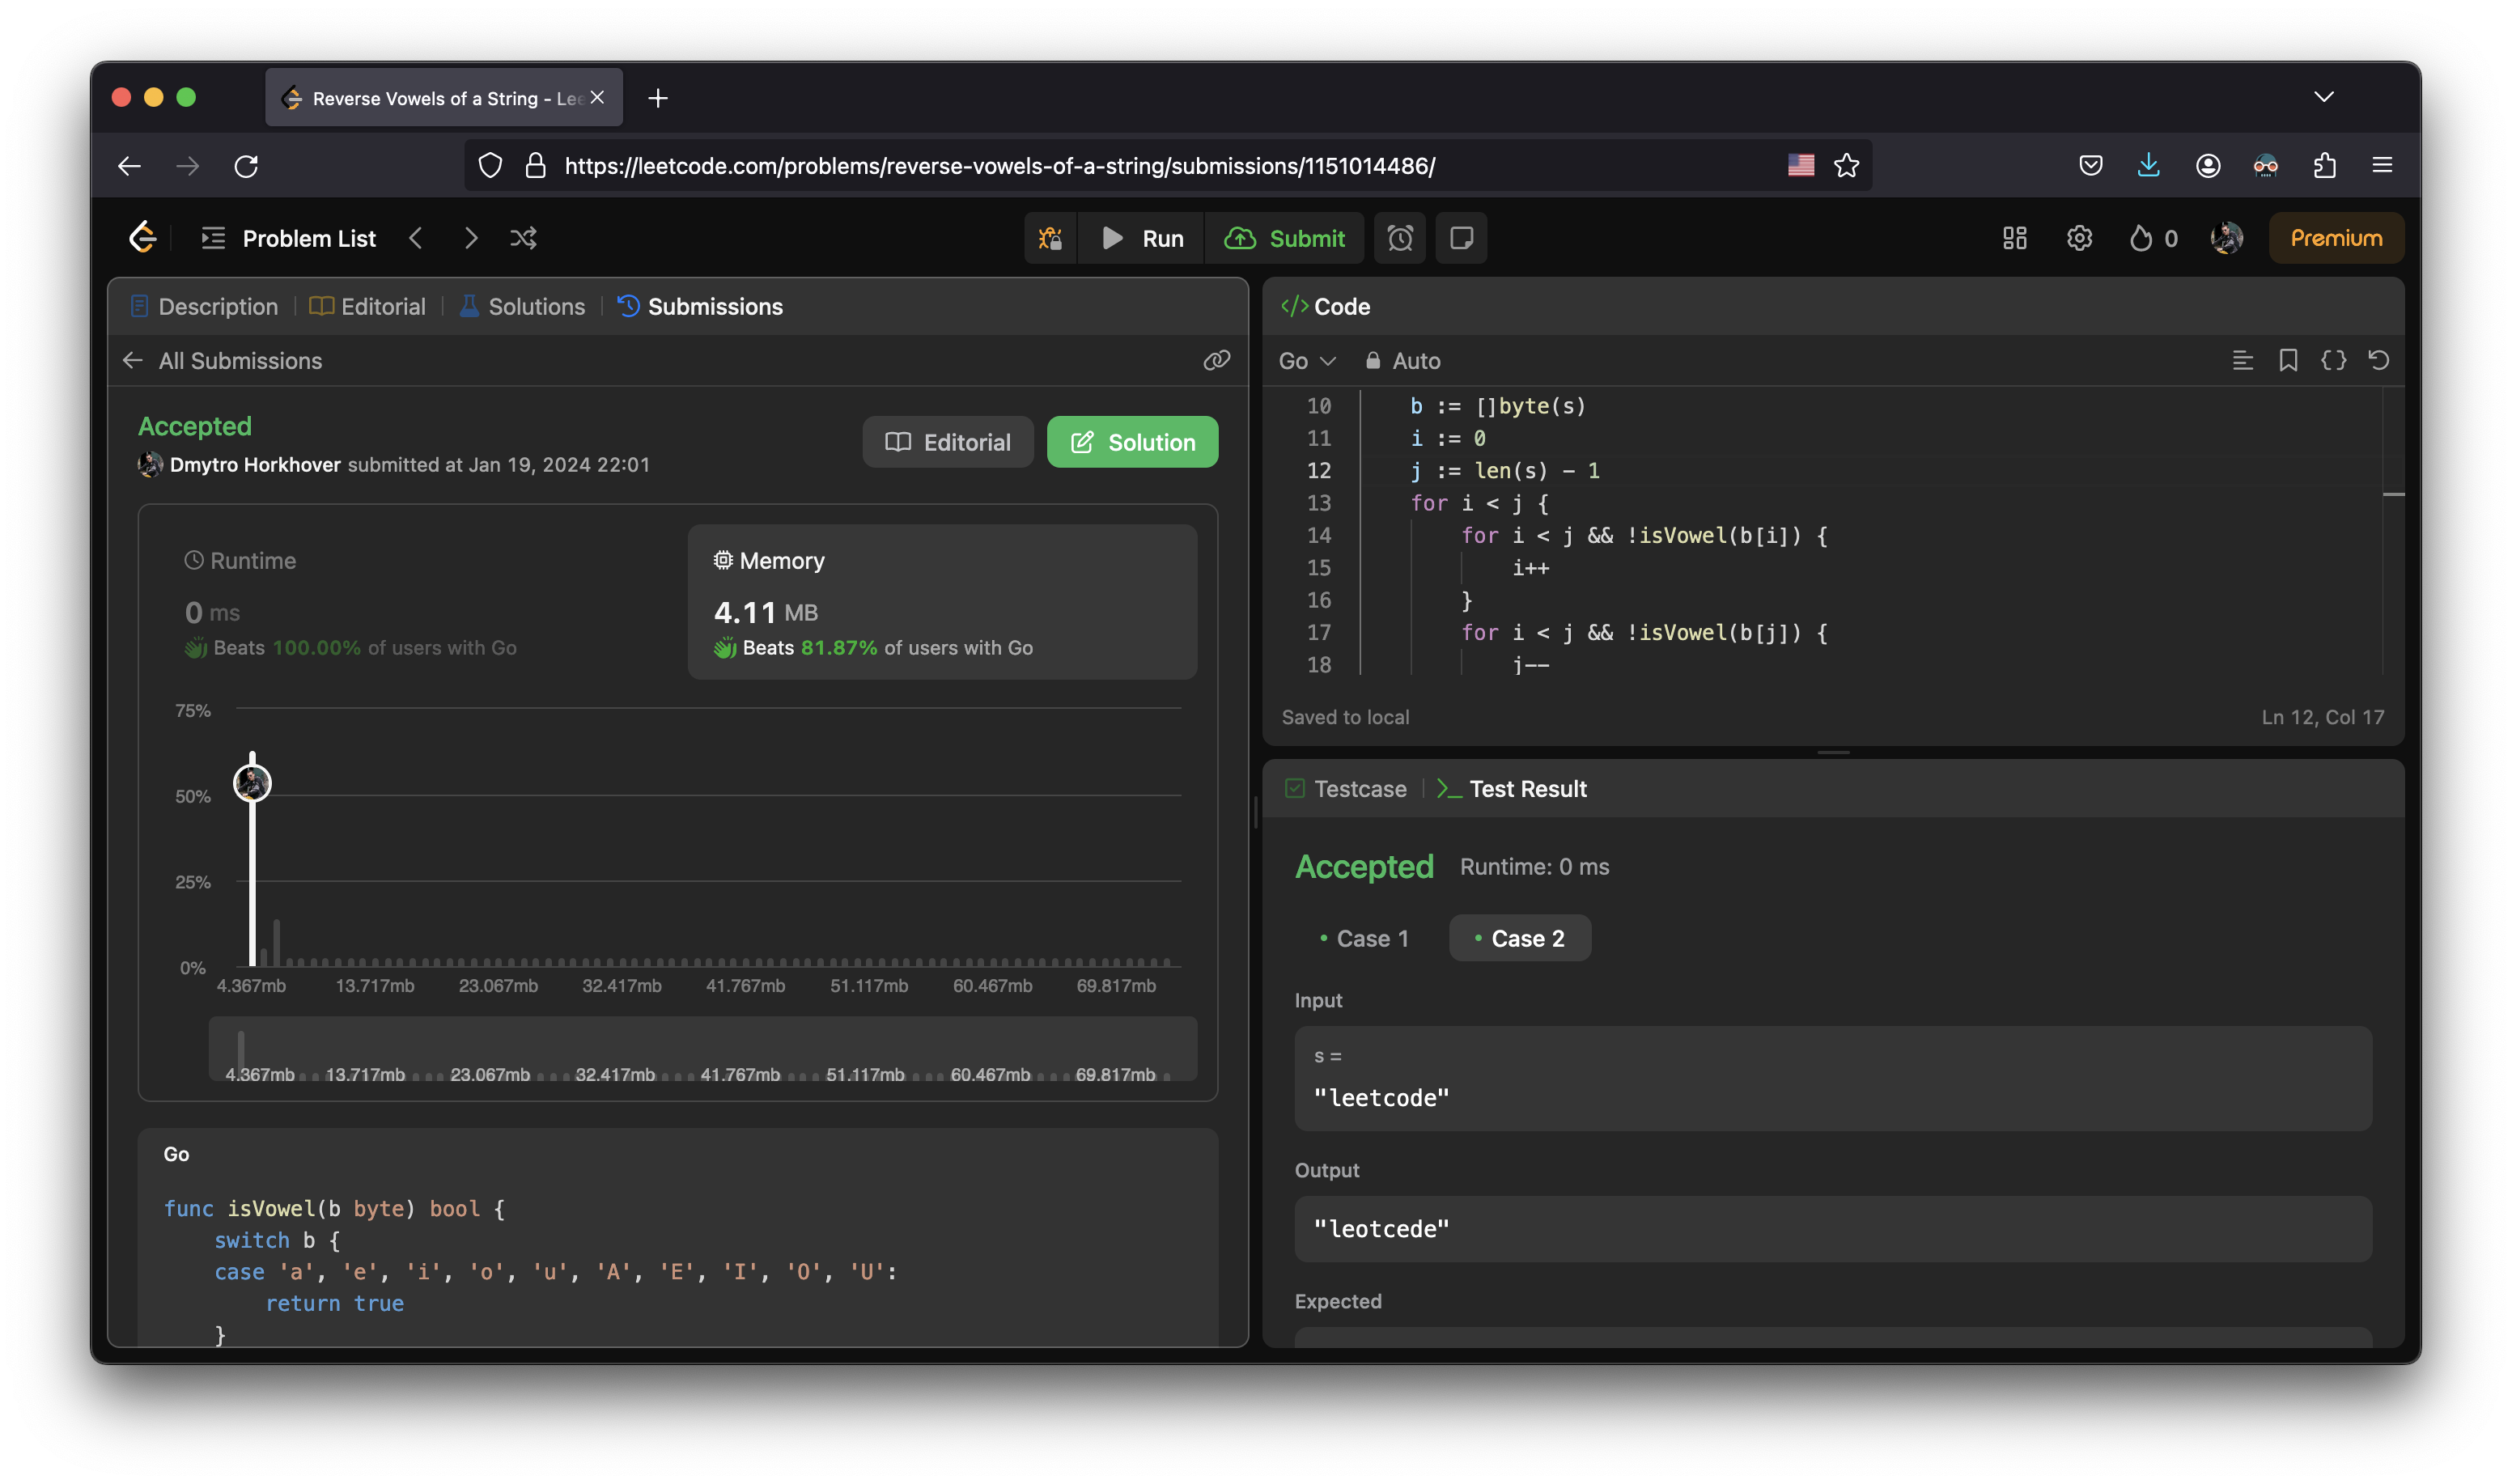 Reverse Vowels of a String - Lee
https://leetcode.com/problems/reverse-vowels-of-a-string/submissions/1151014486/
Problem List
Run
Submit
0
Premium
Description
Editorial
Solutions
Submissions
All Submissions
Accepted
Dmytro Horkhover submitted at Jan 19, 2024 22:01
Editorial
Solution
Runtime
0 ms
Beats 100.00% of users with Go
Memory
4.11 MB
Beats 81.87% of users with Go
75%
50%
25%
0%
4.367mb 13.717mb 23.067mb 32.417mb 41.767mb 51.117mb 60.467mb 69.817mb
4.367mb 13.717mb 23.067mb 32.417mb 41.767mb 51.117mb 60.467mb 69.817mb
Go
func isVowel(b byte) bool {
    switch b {
    case 'a', 'e', 'i', 'o', 'u', 'A', 'E', 'I', 'O', 'U':
        return true
    }
</> Code
Go
Auto
10 b := []byte(s)
11 i := 0
12 j := len(s) - 1
13 for i < j {
14     for i < j && !isVowel(b[i]) {
15         i++
16     }
17     for i < j && !isVowel(b[j]) {
18         j--
Saved to local
Ln 12, Col 17
Testcase
Test Result
Accepted
Runtime: 0 ms
Case 1
Case 2
Input
s =
"leetcode"
Output
"leotcede"
Expected